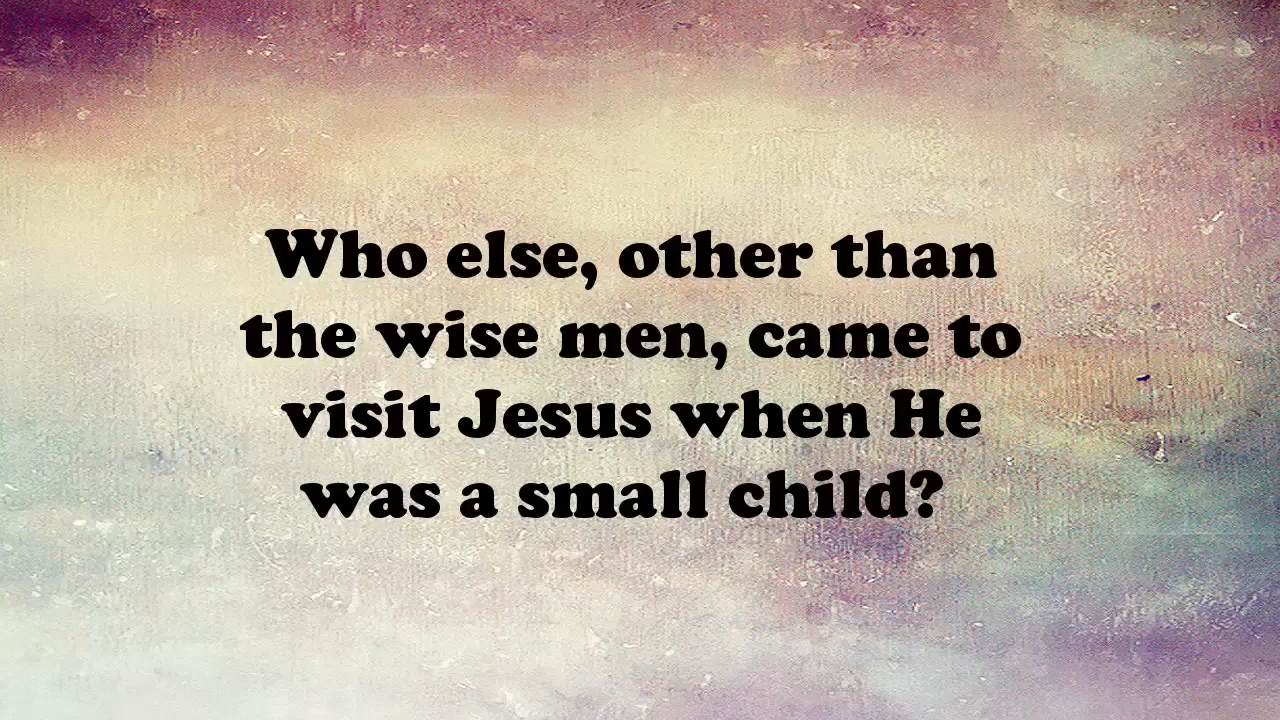 Who else, other than
the wise men, came to
visit Jesus when He
was a small child?